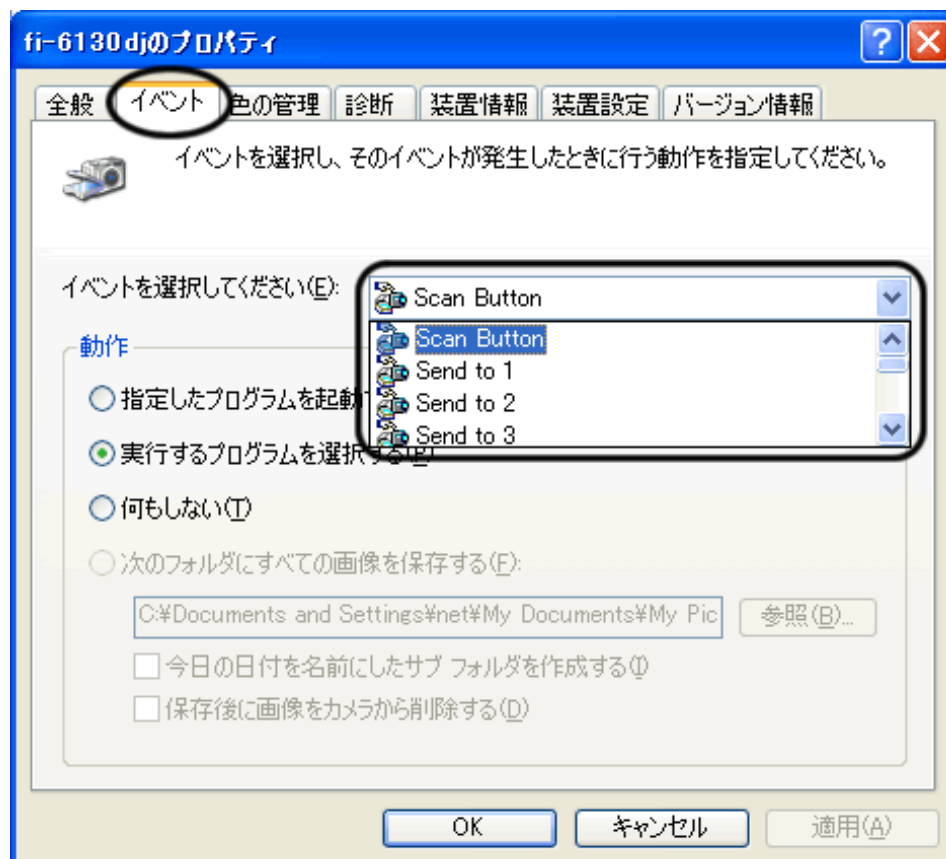 fi-6130djのプロパティ
全般 イベント 色の管理 診断 装置情報 装置設定 バージョン情報
イベントを選択し、そのイベントが発生したときに行う動作を指定してください。
イベントを選択してください(E): Scan Button
Scan Button
Send to 1
Send to 2
Send to 3
動作
指定したプログラムを起動
実行するプログラムを選択する(P)
何もしない(T)
次のフォルダにすべての画像を保存する(F):
C:¥Documents and Settings¥net¥My Documents¥My Pic 参照(B)...
今日の日付を名前にしたサブ フォルダを作成する(I)
保存後に画像をカメラから削除する(D)
OK キャンセル 適用(A)